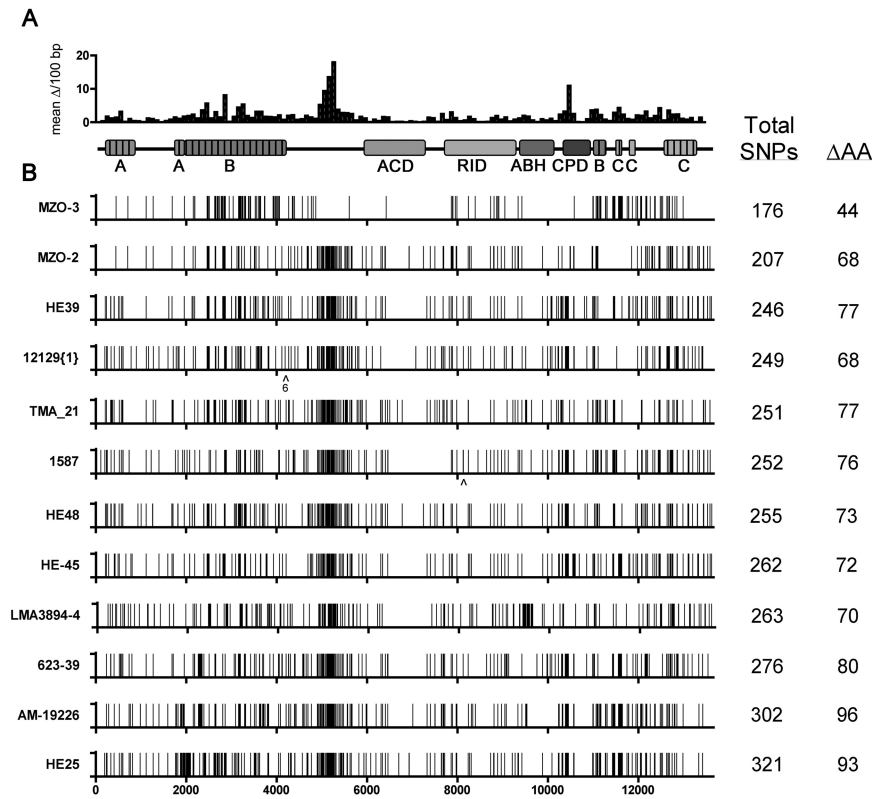 A
mean Δ/100 bp
20
10
0
A A B ACD RID ABH CPD B C C C
Total SNPs ΔAA
B
MZO-3 176 44
MZO-2 207 68
HE39 246 77
12129{1} 249 68
^
6
TMA_21 251 77
1587 252 76
^
HE48 255 73
HE-45 262 72
LMA3894-4 263 70
623-39 276 80
AM-19226 302 96
HE25 321 93
0 2000 4000 6000 8000 10000 12000